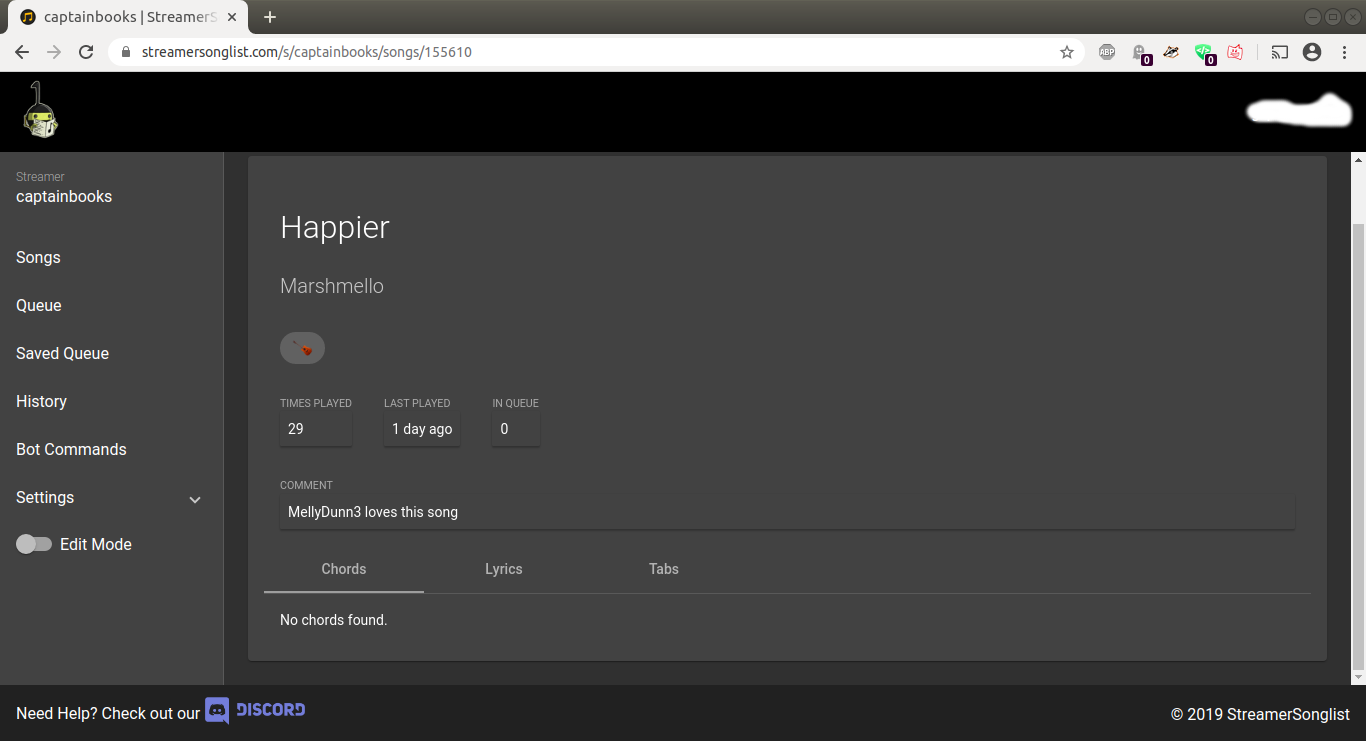 captainbooks | StreamerS
streamersonglist.com/s/captainbooks/songs/155610
ABP
0
0
Streamer
captainbooks
Songs
Queue
Saved Queue
History
Bot Commands
Settings
Edit Mode
Happier
Marshmello
TIMES PLAYED LAST PLAYED IN QUEUE
29 1 day ago 0
COMMENT
MellyDunn3 loves this song
Chords Lyrics Tabs
No chords found.
Need Help? Check out our DISCORD
© 2019 StreamerSonglist